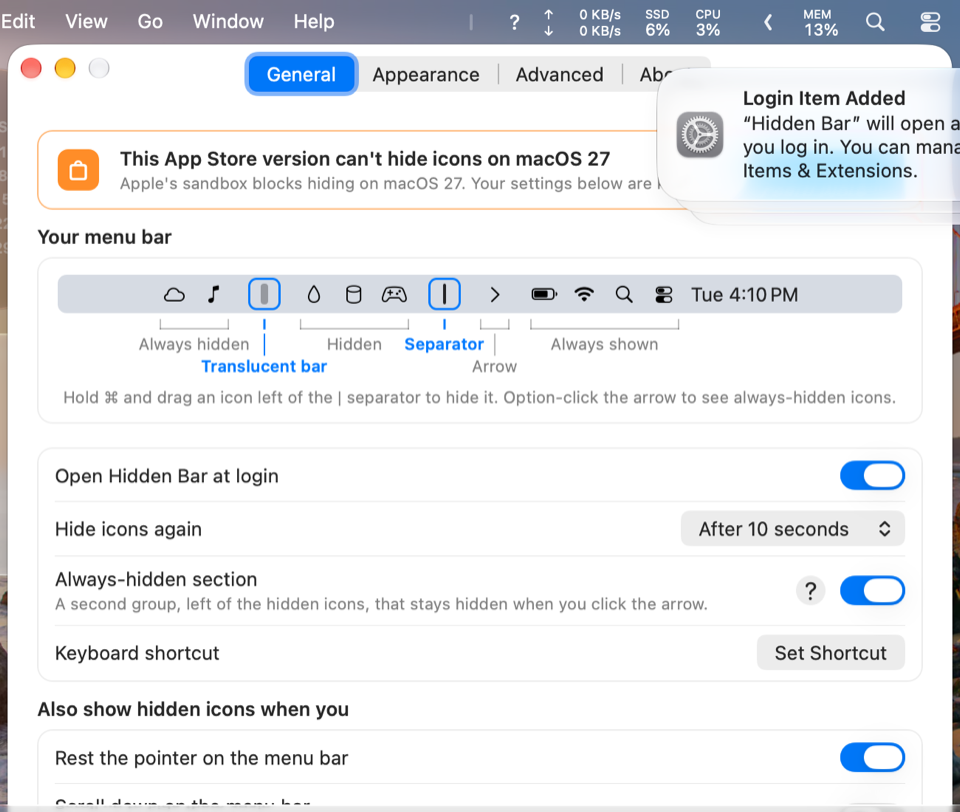 Edit View Go Window Help ? 0 KB/s 0 KB/s SSD 6% CPU 3% MEM 13%
General Appearance Advanced
Login Item Added
“Hidden Bar” will open a
you log in. You can mana
Items & Extensions.
This App Store version can't hide icons on macOS 27
Apple's sandbox blocks hiding on macOS 27. Your settings below are
Your menu bar
Tue 4:10 PM
Always hidden
Hidden
Separator
Always shown
Translucent bar
Arrow
Hold ⌘ and drag an icon left of the | separator to hide it. Option-click the arrow to see always-hidden icons.
Open Hidden Bar at login
Hide icons again After 10 seconds
Always-hidden section ?
A second group, left of the hidden icons, that stays hidden when you click the arrow.
Keyboard shortcut Set Shortcut
Also show hidden icons when you
Rest the pointer on the menu bar
Scroll down on the menu bar